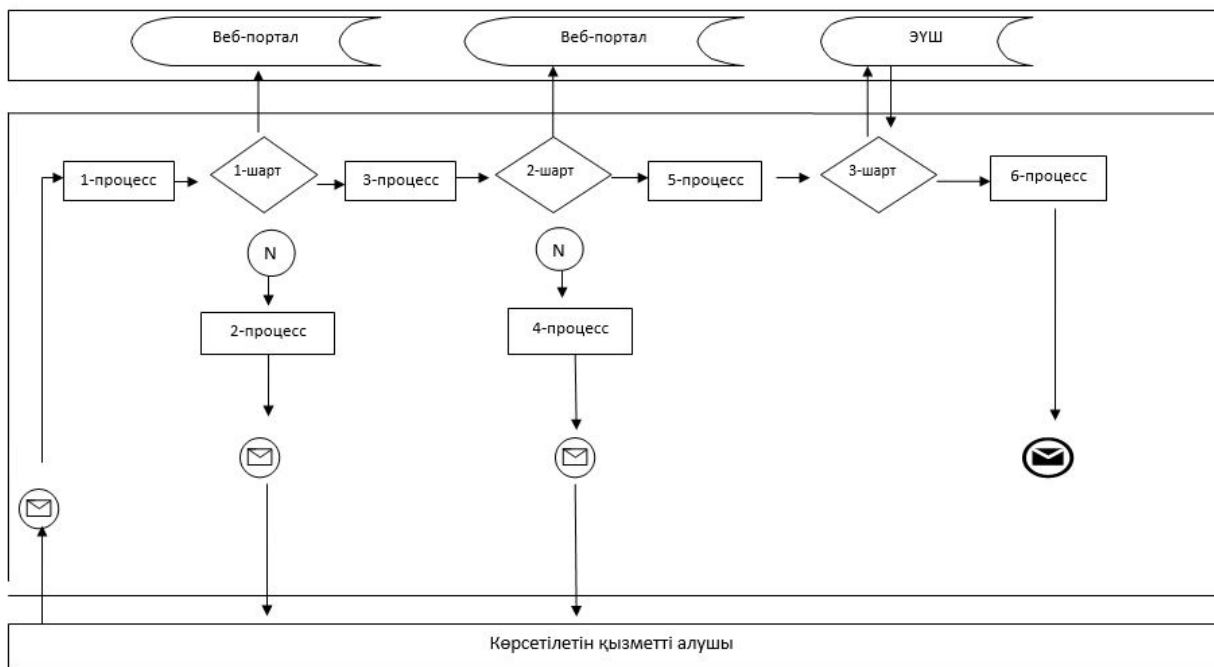 Веб-портал
Веб-портал
ЭҮШ
1-процесс
1-шарт
3-процесс
2-шарт
5-процесс
3-шарт
6-процесс
N
N
2-процесс
4-процесс
Көрсетілетін қызметті алушы